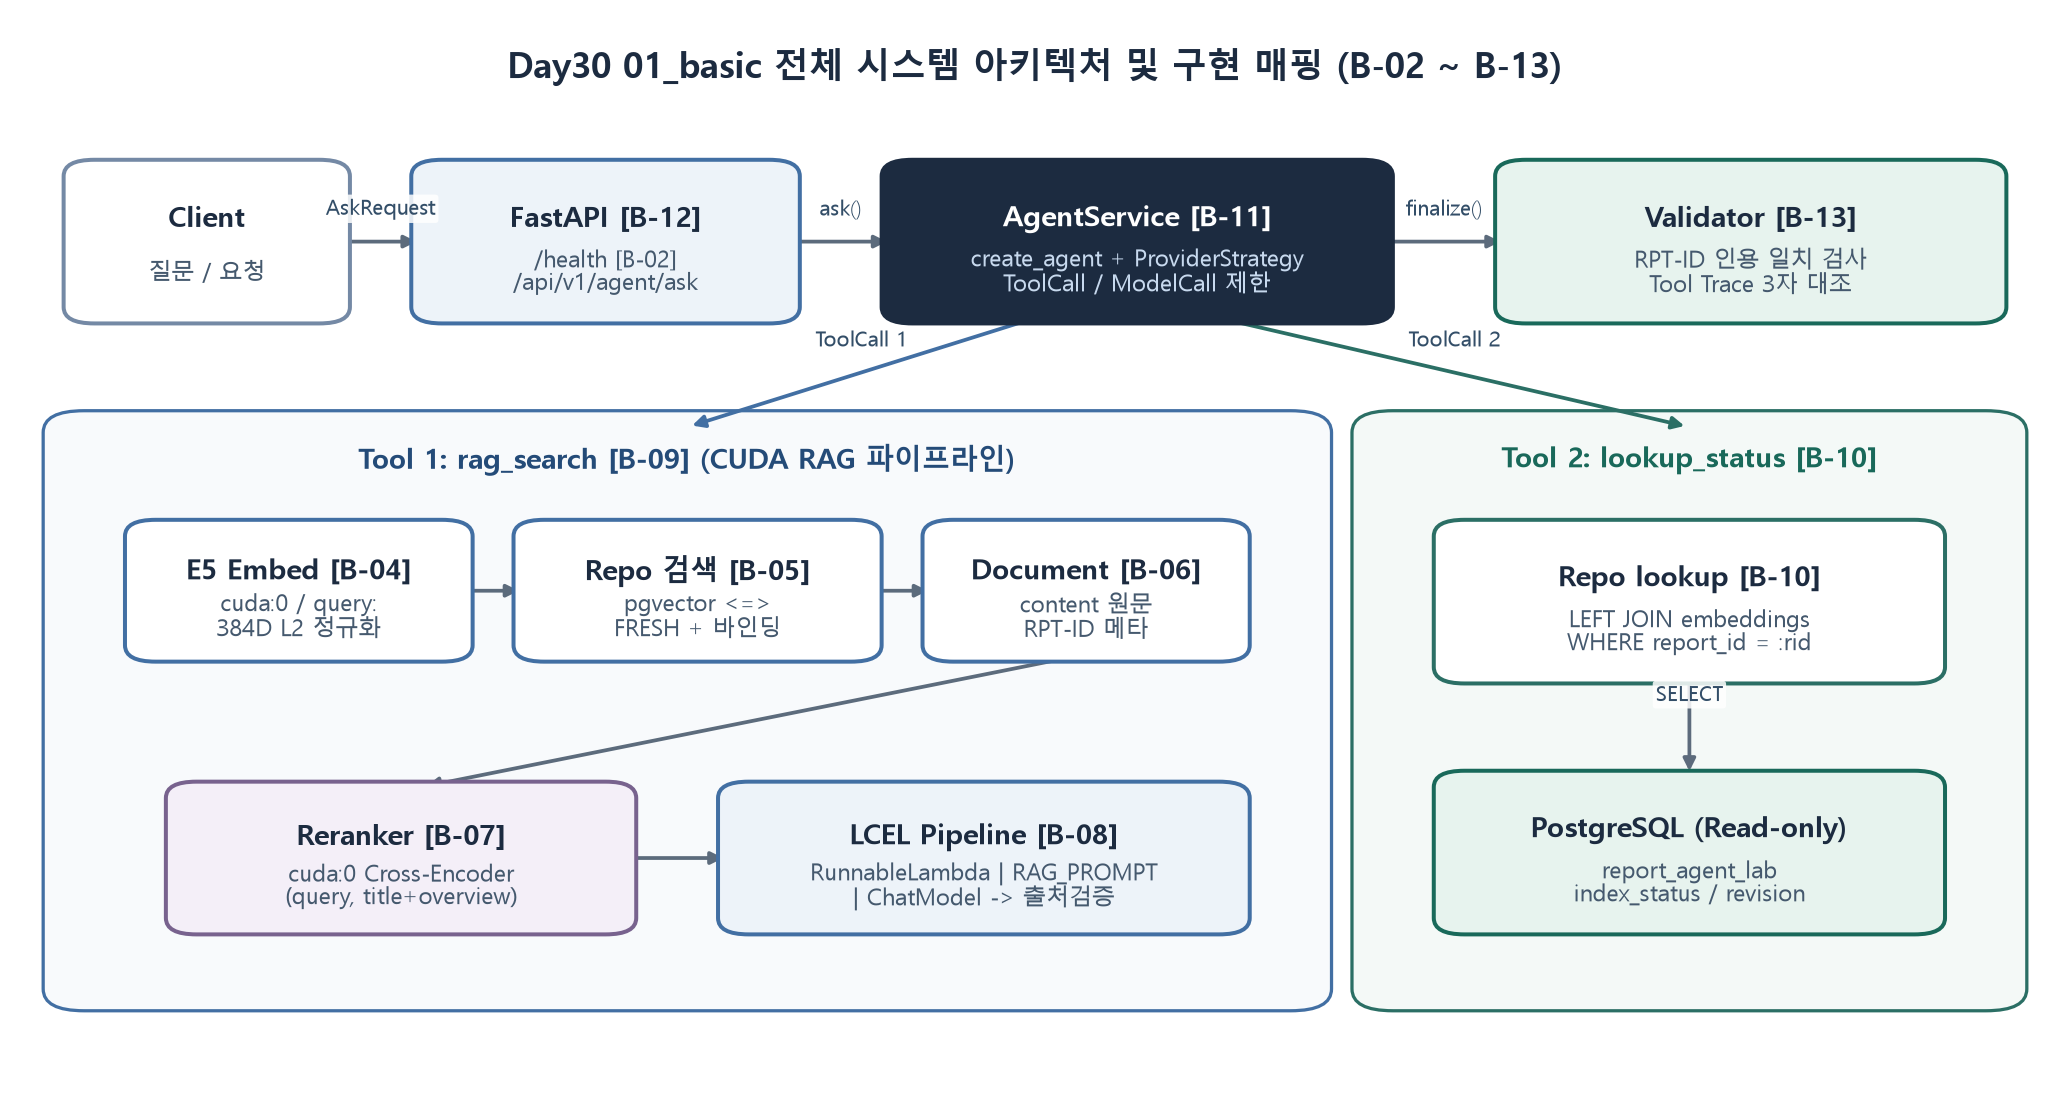 Day30 01_basic 전체 시스템 아키텍처 및 구현 매핑 (B-02 ~ B-13)
Client
질문 / 요청
AskRequest
FastAPI [B-12]
/health [B-02]
/api/v1/agent/ask
ask()
AgentService [B-11]
create_agent + ProviderStrategy
ToolCall / ModelCall 제한
finalize()
Validator [B-13]
RPT-ID 인용 일치 검사
Tool Trace 3자 대조
ToolCall 1
ToolCall 2
Tool 1: rag_search [B-09] (CUDA RAG 파이프라인)
E5 Embed [B-04]
cuda:0 / query:
384D L2 정규화
Repo 검색 [B-05]
pgvector <=>
FRESH + 바인딩
Document [B-06]
content 원문
RPT-ID 메타
Reranker [B-07]
cuda:0 Cross-Encoder
(query, title+overview)
LCEL Pipeline [B-08]
RunnableLambda | RAG_PROMPT
| ChatModel -> 출처검증
Tool 2: lookup_status [B-10]
Repo lookup [B-10]
LEFT JOIN embeddings
WHERE report_id = :rid
SELECT
PostgreSQL (Read-only)
report_agent_lab
index_status / revision